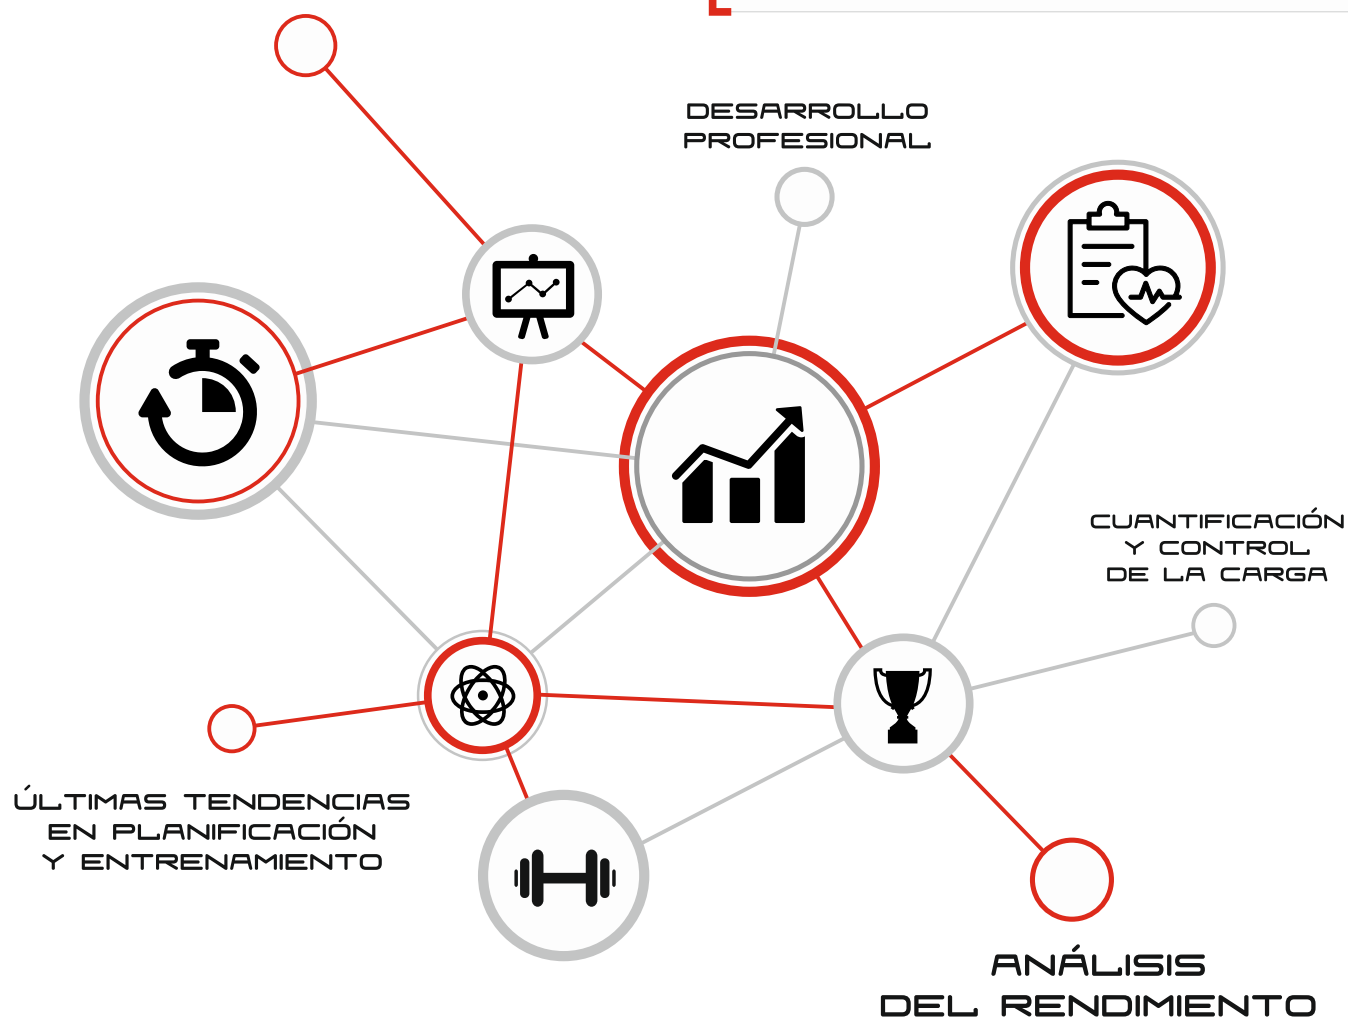 DESARROLLO
PROFESIONAL
CUANTIFICACIÓN
Y CONTROL
DE LA CARGA
ÚLTIMAS TENDENCIAS
EN PLANIFICACIÓN
Y ENTRENAMIENTO
ANÁLISIS
DEL RENDIMIENTO